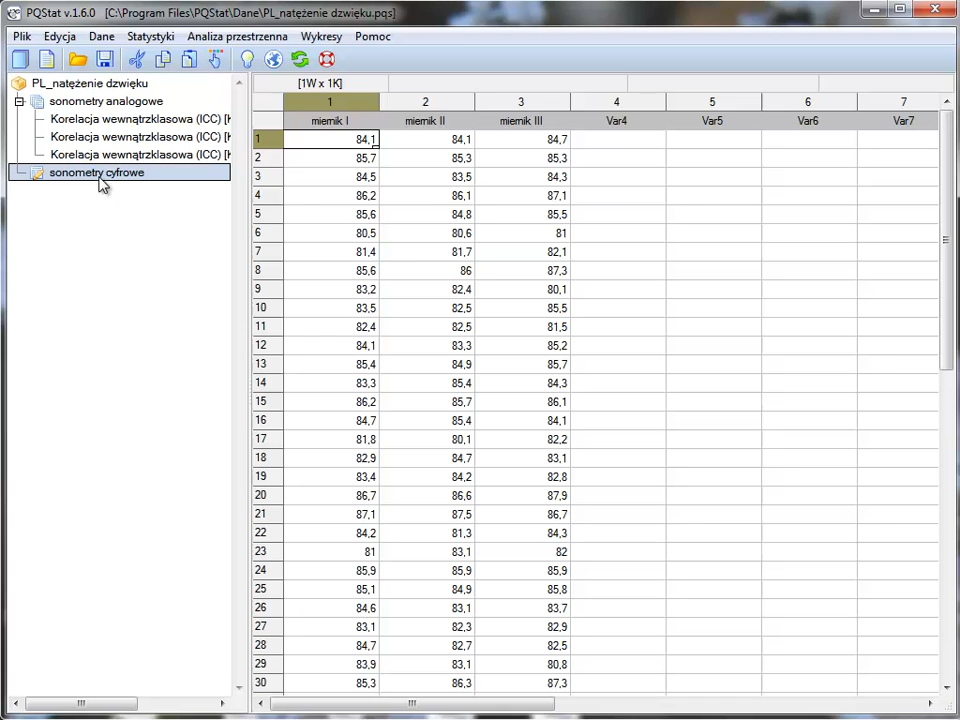 PQStat v.1.6.0 [C:\Program Files\PQStat\Dane\PL_natężenie dzwięku.pqs]
Plik Edycja Dane Statystyki Analiza przestrzenna Wykresy Pomoc
PL_natężenie dzwięku
sonometry analogowe
Korelacja wewnątrzklasowa (ICC) [
Korelacja wewnątrzklasowa (ICC) [
Korelacja wewnątrzklasowa (ICC) [
sonometry cyfrowe
[1W x 1K]
1 2 3 4 5 6 7
miernik I miernik II miernik III Var4 Var5 Var6 Var7
1 84,1 84,1 84,7
2 85,7 85,3 85,3
3 84,5 83,5 84,3
4 86,2 86,1 87,1
5 85,6 84,8 85,5
6 80,5 80,6 81
7 81,4 81,7 82,1
8 85,6 86 87,3
9 83,2 82,4 80,1
10 83,5 82,5 85,5
11 82,4 82,5 81,5
12 84,1 83,3 85,2
13 85,4 84,9 85,7
14 83,3 85,4 84,3
15 86,2 85,7 86,1
16 84,7 85,4 84,1
17 81,8 80,1 82,2
18 82,9 84,7 83,1
19 83,4 84,2 82,8
20 86,7 86,6 87,9
21 87,1 87,5 86,7
22 84,2 81,3 84,3
23 81 83,1 82
24 85,9 85,9 85,9
25 85,1 84,9 85,8
26 84,6 83,1 83,7
27 83,1 82,3 82,9
28 84,7 82,7 82,5
29 83,9 83,1 80,8
30 85,3 86,3 87,3